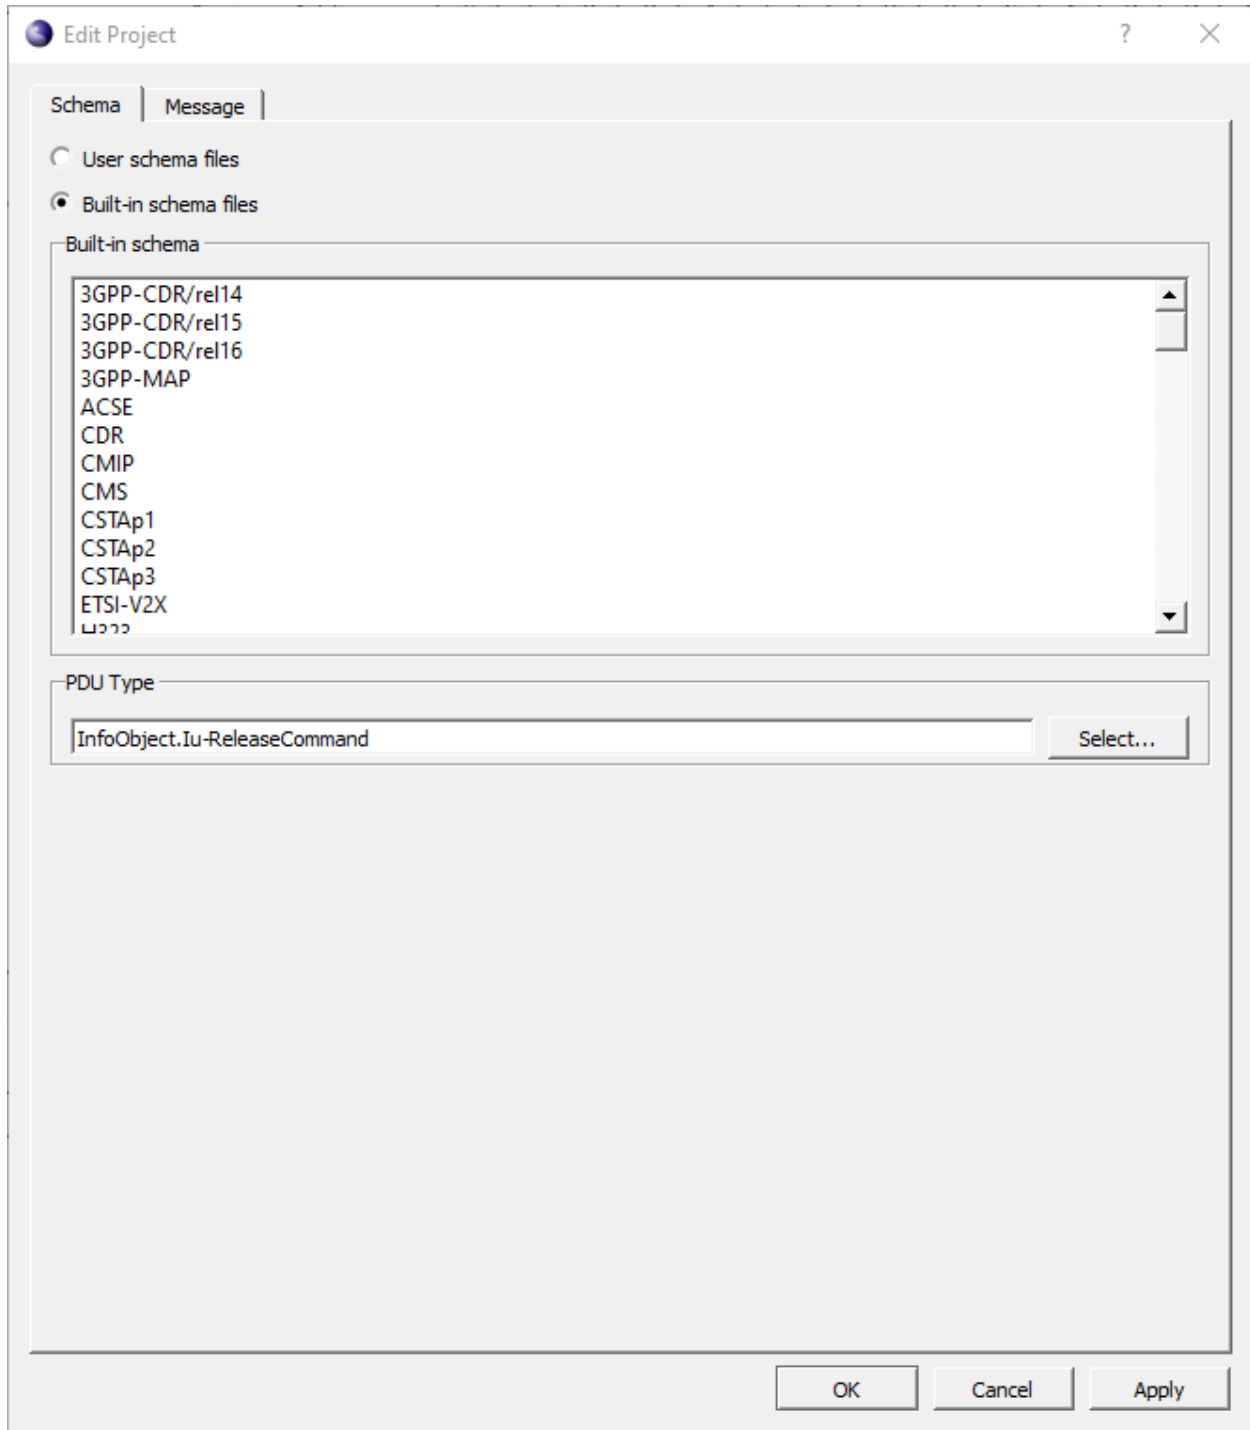 Edit Project
Schema
Message
User schema files
Built-in schema files
Built-in schema
3GPP-CDR/rel14
3GPP-CDR/rel15
3GPP-CDR/rel16
3GPP-MAP
ACSE
CDR
CMIP
CMS
CSTAp1
CSTAp2
CSTAp3
ETSI-V2X
H323
PDU Type
InfoObject.Iu-ReleaseCommand
Select...
OK
Cancel
Apply